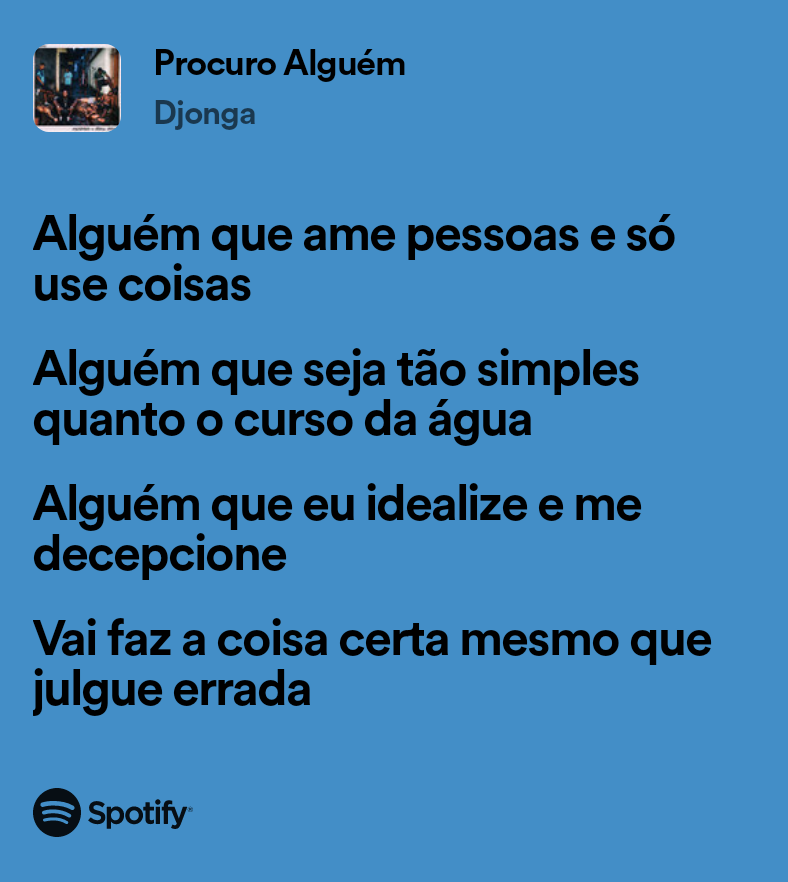 Procuro Alguém
Djonga
Alguém que ame pessoas e só
use coisas
Alguém que seja tão simples
quanto o curso da água
Alguém que eu idealize e me
decepcione
Vai faz a coisa certa mesmo que
julgue errada
Spotify®